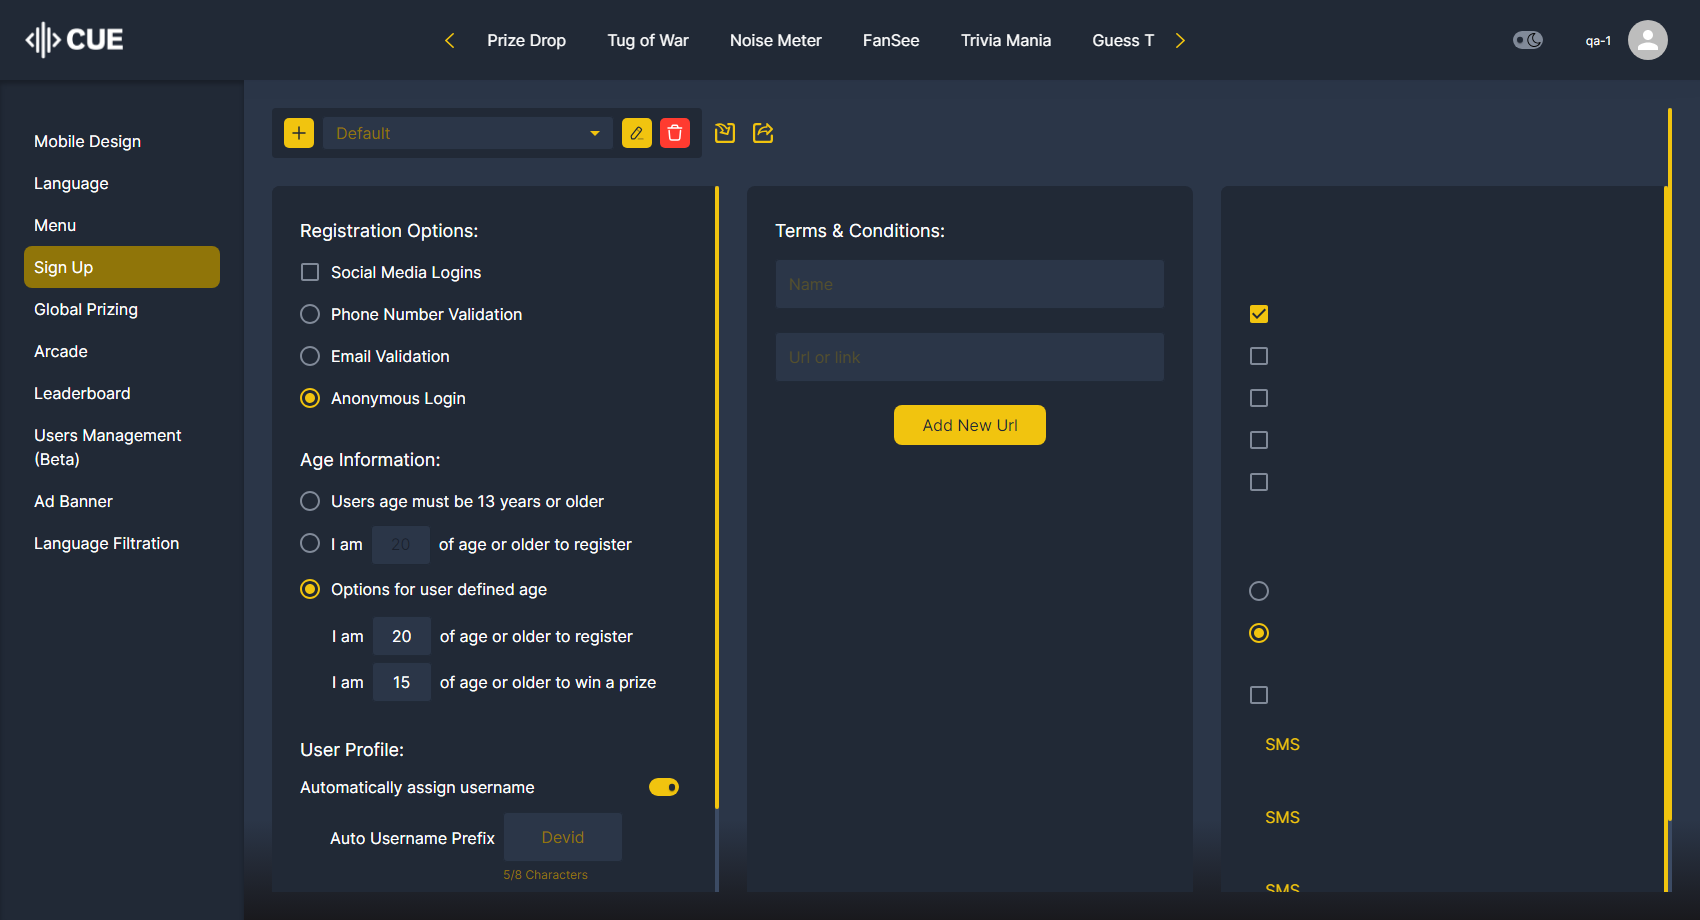 CUE
Prize Drop
Tug of War
Noise Meter
FanSee
Trivia Mania
Guess T
qa-1
Mobile Design
Language
Menu
Sign Up
Global Prizing
Arcade
Leaderboard
Users Management
(Beta)
Ad Banner
Language Filtration
Default
Registration Options:
Social Media Logins
Phone Number Validation
Email Validation
Anonymous Login
Age Information:
Users age must be 13 years or older
I am 20 of age or older to register
Options for user defined age
I am 20 of age or older to register
I am 15 of age or older to win a prize
User Profile:
Automatically assign username
Auto Username Prefix Devid
5/8 Characters
Terms & Conditions:
Name
Url or link
Add New Url
SMS
SMS
SMS